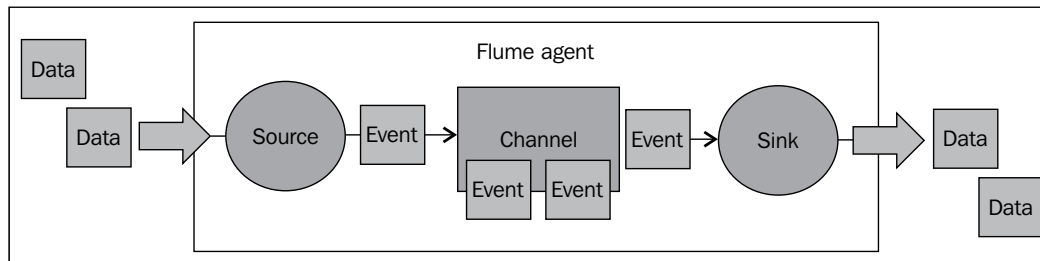 Flume agent
Data
Data
Source
Event
Channel
Event
Event
Event
Sink
Data
Data